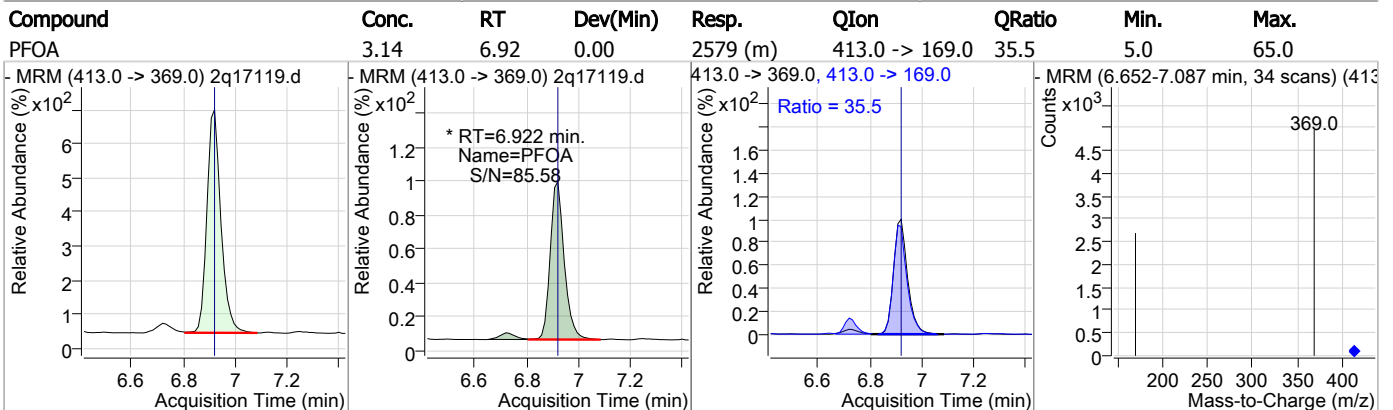 Compound Conc. RT Dev(Min) Resp. QIon QRatio Min. Max.
PFOA 3.14 6.92 0.00 2579 (m) 413.0 -> 169.0 35.5 5.0 65.0
- MRM (413.0 -> 369.0) 2q17119.d
Relative Abundance (%)
x10²
6
5
4
3
2
1
0
6.6 6.8 7 7.2
Acquisition Time (min)
- MRM (413.0 -> 369.0) 2q17119.d
Relative Abundance (%)
x10²
* RT=6.922 min.
Name=PFOA
S/N=85.58
1.2
1
0.8
0.6
0.4
0.2
0
6.6 6.8 7 7.2
Acquisition Time (min)
413.0 -> 369.0, 413.0 -> 169.0
Relative Abundance (%)
x10²
Ratio = 35.5
1.6
1.4
1.2
1
0.8
0.6
0.4
0.2
0
6.6 6.8 7 7.2
Acquisition Time (min)
- MRM (6.652-7.087 min, 34 scans) (413
Counts
x10³
369.0
4.5
4
3.5
3
2.5
2
1.5
1
0.5
0
200 250 300 350 400
Mass-to-Charge (m/z)